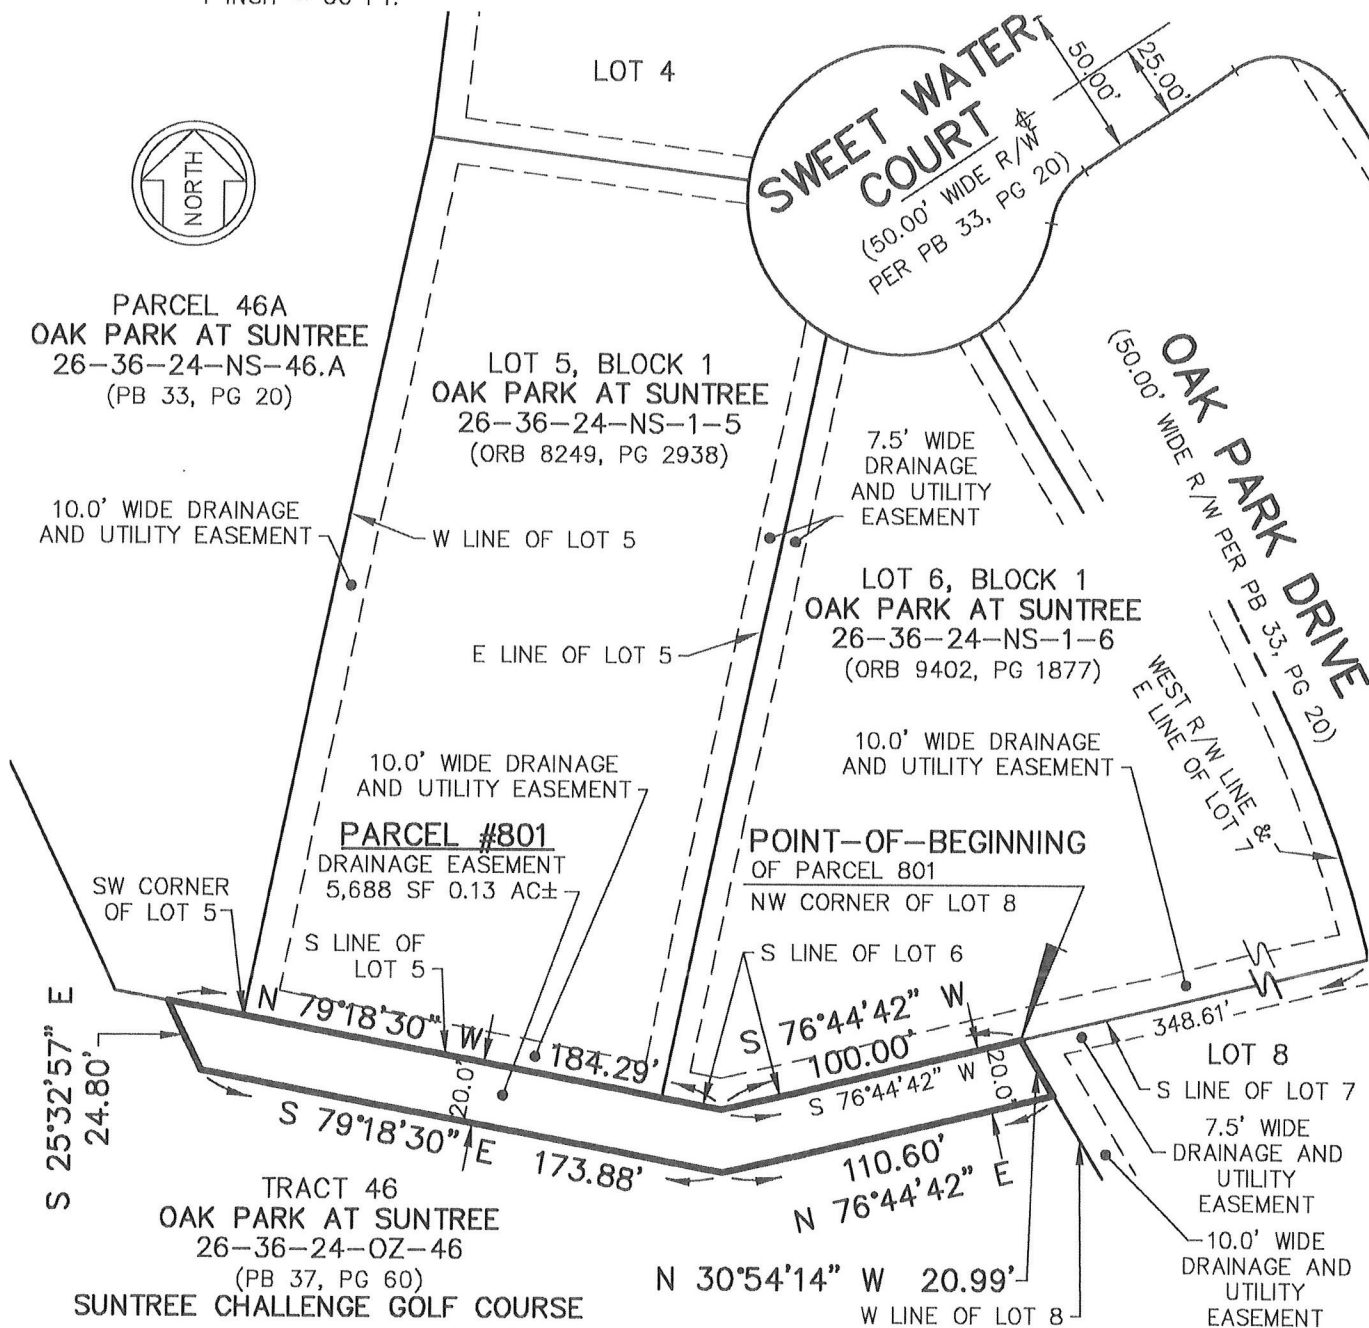 LOT 4
SWEET WATER
COURT ℄
(50.00' WIDE R/W
PER PB 33, PG 20)
50.00'
25.00'
NORTH
PARCEL 46A
OAK PARK AT SUNTREE
26-36-24-NS-46.A
(PB 33, PG 20)
LOT 5, BLOCK 1
OAK PARK AT SUNTREE
26-36-24-NS-1-5
(ORB 8249, PG 2938)
OAK PARK DRIVE
(50.00' WIDE R/W PER PB 33, PG 20)
7.5' WIDE
DRAINAGE
AND UTILITY
EASEMENT
10.0' WIDE DRAINAGE
AND UTILITY EASEMENT
W LINE OF LOT 5
LOT 6, BLOCK 1
OAK PARK AT SUNTREE
26-36-24-NS-1-6
(ORB 9402, PG 1877)
E LINE OF LOT 5
WEST R/W LINE &
E LINE OF LOT 7
10.0' WIDE DRAINAGE
AND UTILITY EASEMENT
10.0' WIDE DRAINAGE
AND UTILITY EASEMENT
PARCEL #801
DRAINAGE EASEMENT
5,688 SF 0.13 AC±
POINT-OF-BEGINNING
OF PARCEL 801
NW CORNER OF LOT 8
SW CORNER
OF LOT 5
S LINE OF
LOT 5
S LINE OF LOT 6
N 79°18'30" W 184.29'
S 76°44'42" W
100.00'
S 76°44'42" W
20.0'
20.0'
348.61'
LOT 8
S LINE OF LOT 7
S 25°32'57" E
24.80'
S 79°18'30" E 173.88'
110.60'
N 76°44'42" E
7.5' WIDE
DRAINAGE AND
UTILITY
EASEMENT
TRACT 46
OAK PARK AT SUNTREE
26-36-24-OZ-46
(PB 37, PG 60)
SUNTREE CHALLENGE GOLF COURSE
N 30°54'14" W 20.99'
W LINE OF LOT 8
10.0' WIDE
DRAINAGE AND
UTILITY
EASEMENT